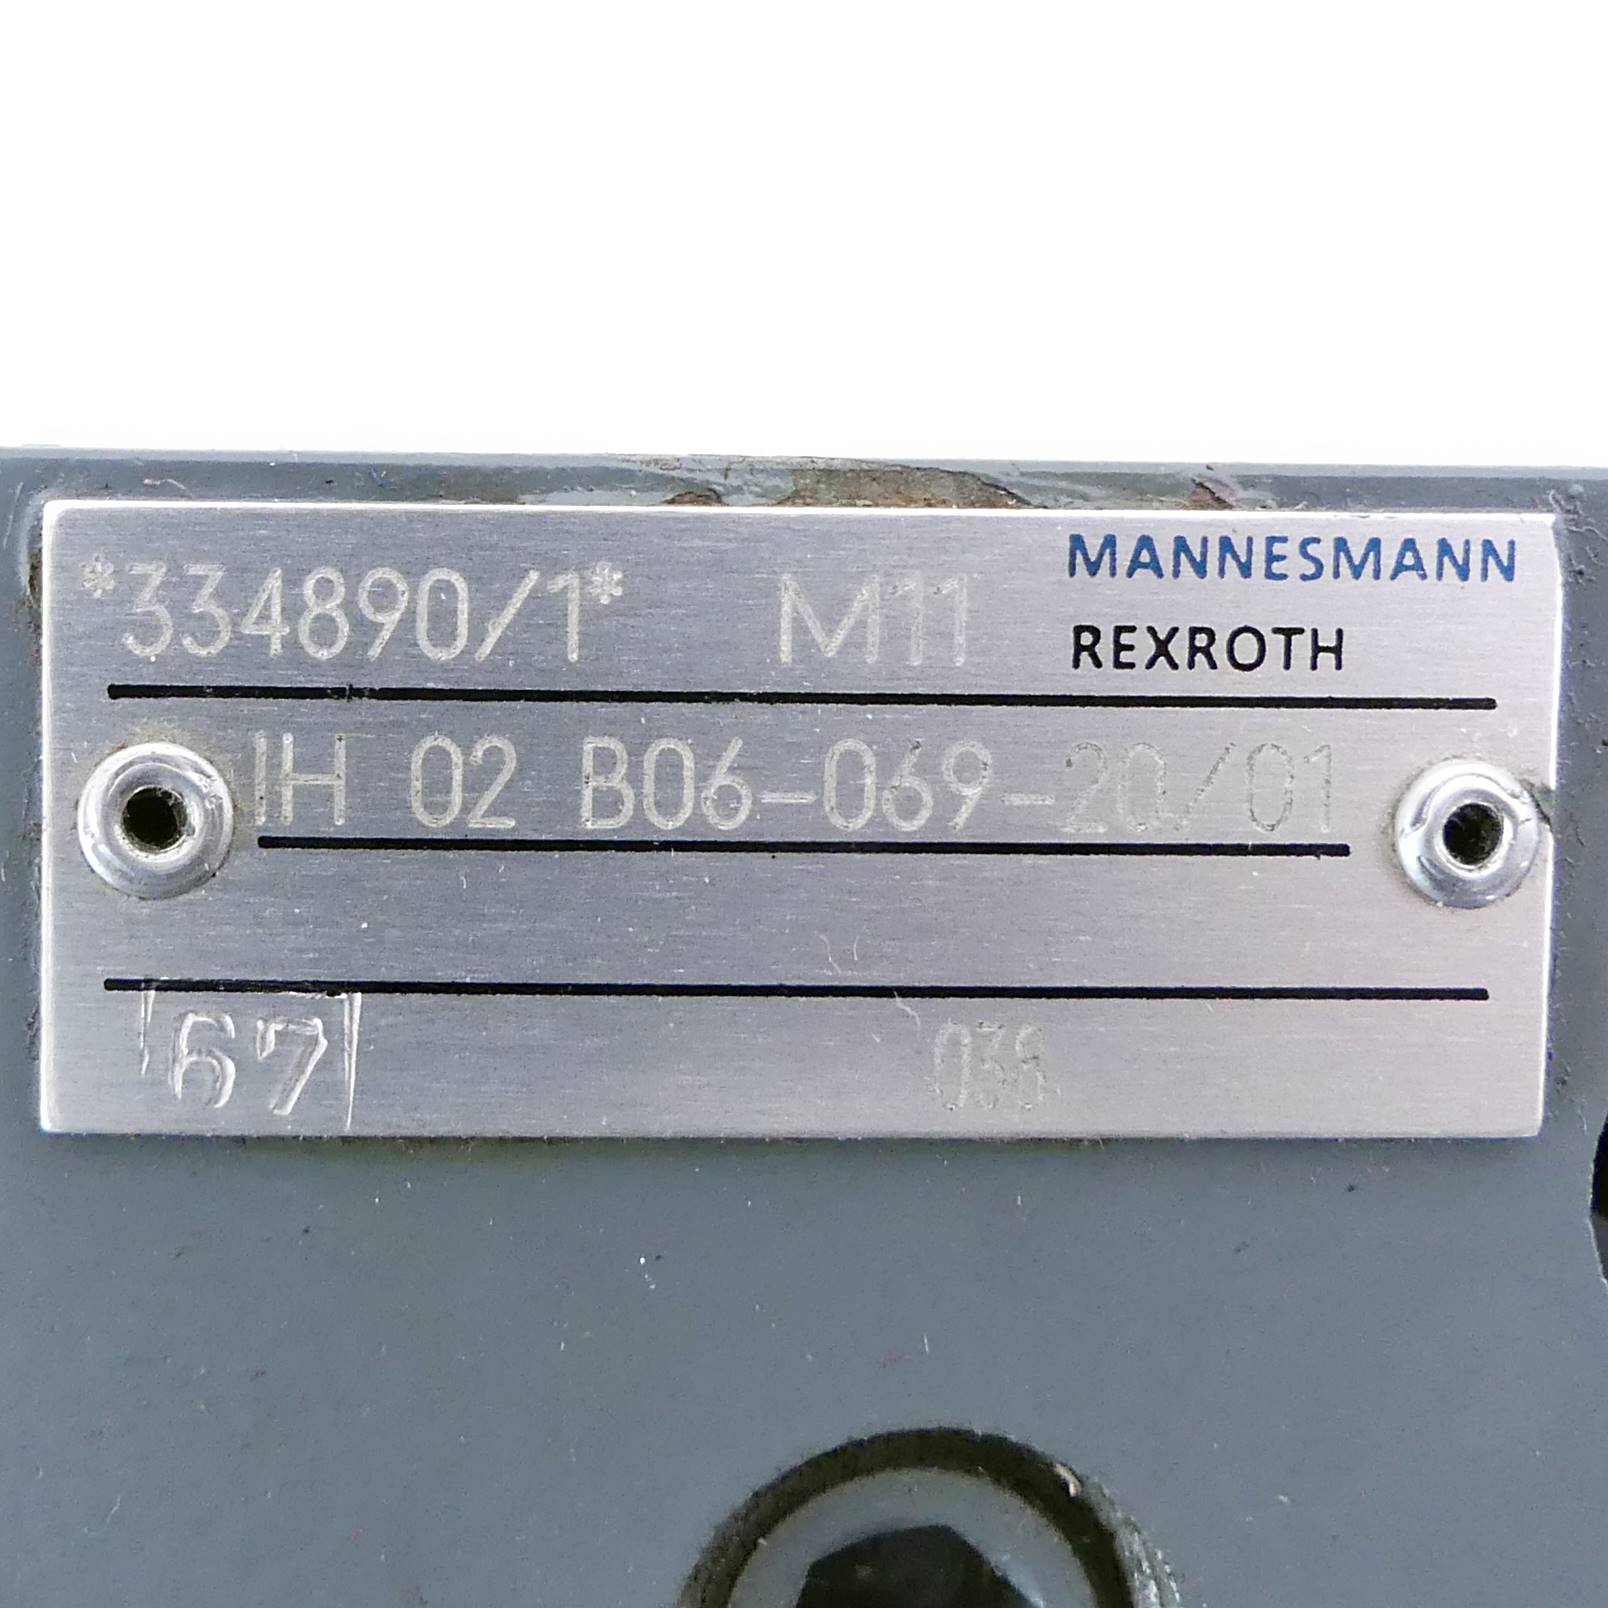 *334890/1* M11 MANNESMANN
REXROTH
IH 02 B06-069-20/01
67 038